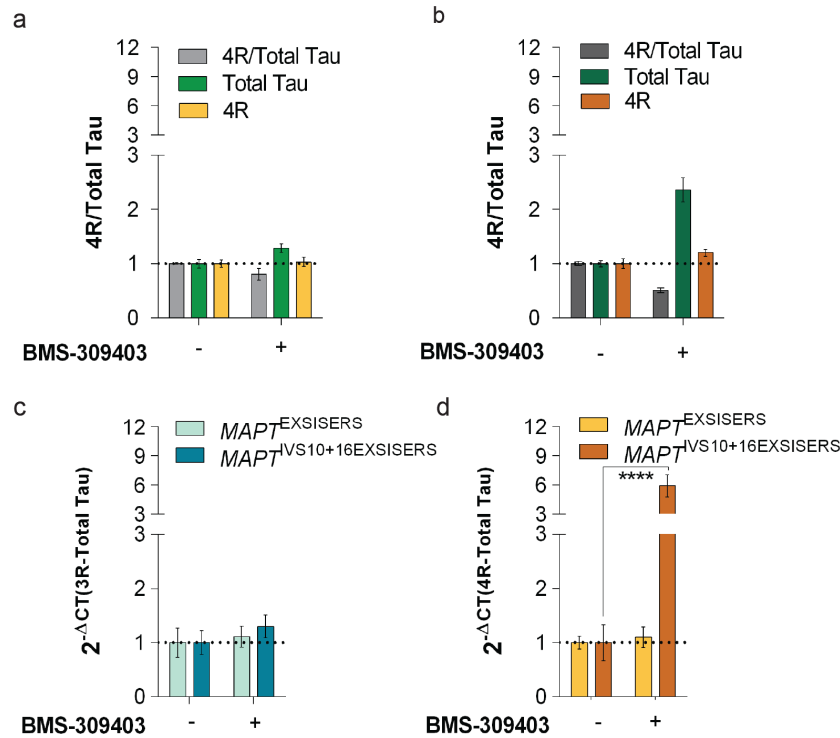 a
12
9
6
3
3
2
1
0
4R/Total Tau
4R/Total Tau
Total Tau
4R
BMS-309403
-
+
b
12
9
6
3
3
2
1
0
4R/Total Tau
4R/Total Tau
Total Tau
4R
BMS-309403
-
+
c
12
9
6
3
3
2
1
0
2-ΔCT(3R-Total Tau)
MAPTEXSISERS
MAPTIVS10+16EXSISERS
BMS-309403
-
+
d
12
9
6
3
3
2
1
0
2-ΔCT(4R-Total Tau)
MAPTEXSISERS
MAPTIVS10+16EXSISERS
****
BMS-309403
-
+